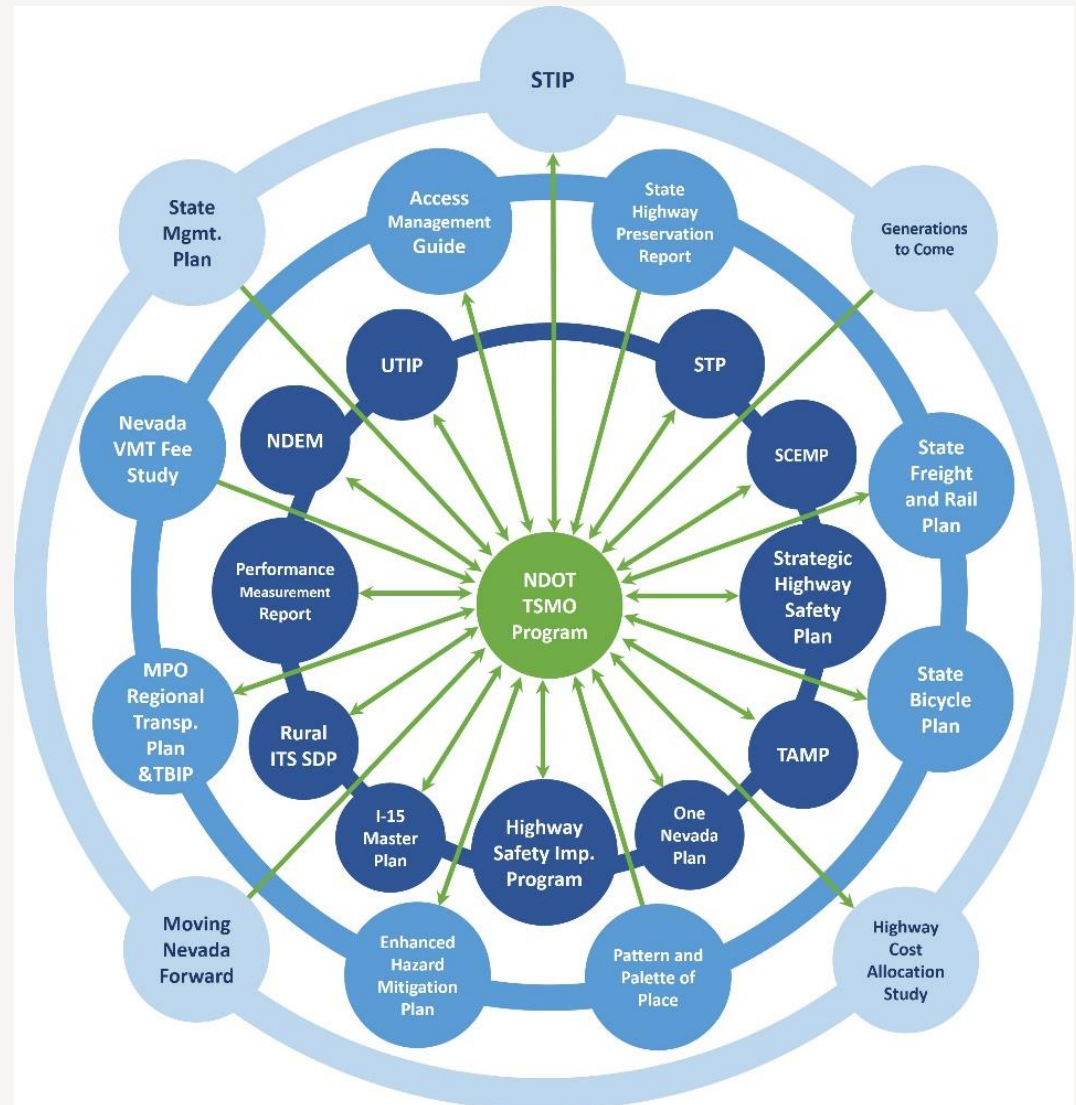 STIP
State
Mgmt.
Plan
Generations
to Come
Access
Management
Guide
State
Highway
Preservation
Report
UTIP
STP
NDEM
SCEMP
Nevada
VMT Fee
Study
State
Freight
and Rail
Plan
Performance
Measurement
Report
NDOT
TSMO
Program
Strategic
Highway
Safety
Plan
MPO
Regional
Transp.
Plan
&TBIP
State
Bicycle
Plan
Rural
ITS SDP
TAMP
I-15
Master
Plan
Highway
Safety Imp.
Program
One
Nevada
Plan
Moving
Nevada
Forward
Enhanced
Hazard
Mitigation
Plan
Pattern and
Palette of
Place
Highway
Cost
Allocation
Study